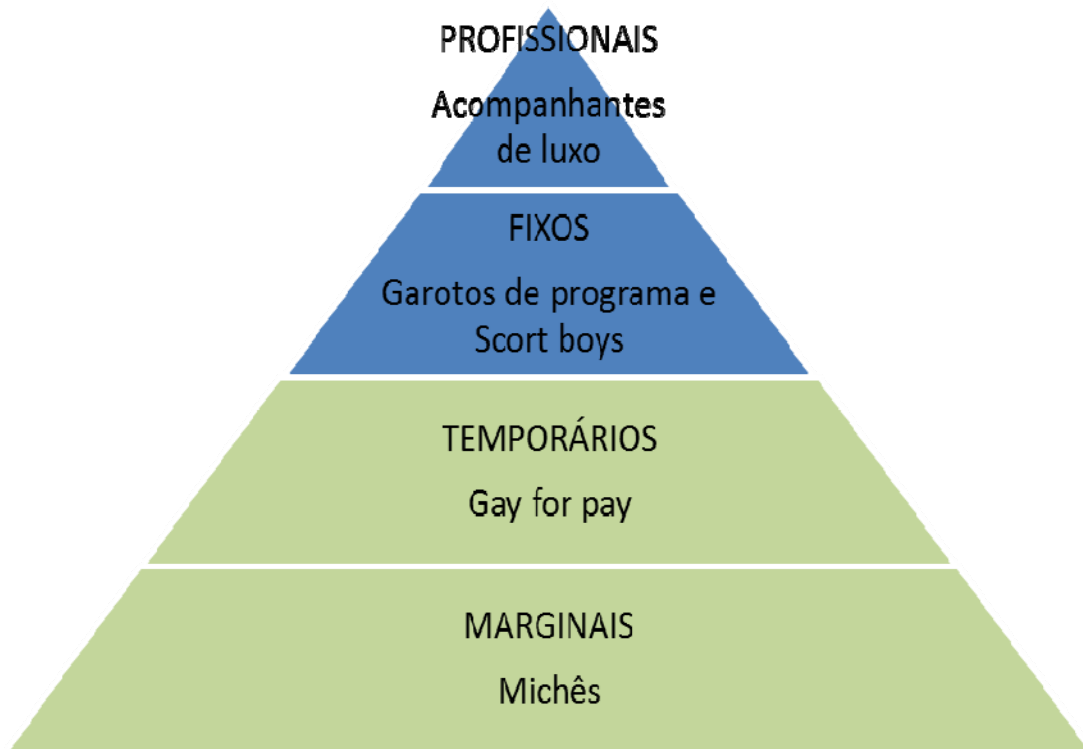 PROFISSIONAIS
Acompanhantes
de luxo
FIXOS
Garotos de programa e
Scort boys
TEMPORÁRIOS
Gay for pay
MARGINAIS
Michês